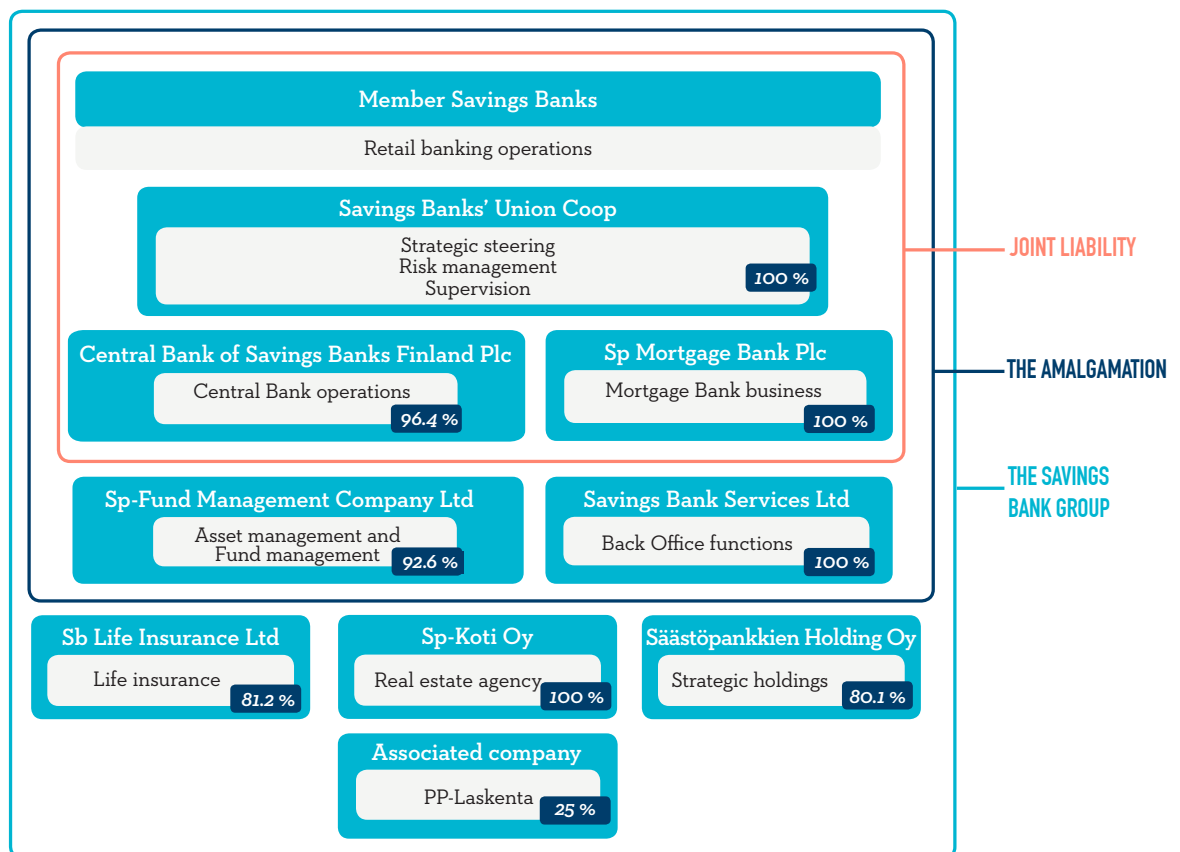 Member Savings Banks
Retail banking operations
Savings Banks' Union Coop
Strategic steering
Risk management
Supervision
100 %
JOINT LIABILITY
Central Bank of Savings Banks Finland Plc
Central Bank operations
96.4 %
Sp Mortgage Bank Plc
Mortgage Bank business
100 %
THE AMALGAMATION
Sp-Fund Management Company Ltd
Asset management and
Fund management
92.6 %
Savings Bank Services Ltd
Back Office functions
100 %
THE SAVINGS
BANK GROUP
Sb Life Insurance Ltd
Life insurance
81.2 %
Sp-Koti Oy
Real estate agency
100 %
Säästöpankkien Holding Oy
Strategic holdings
80.1 %
Associated company
PP-Laskenta
25 %